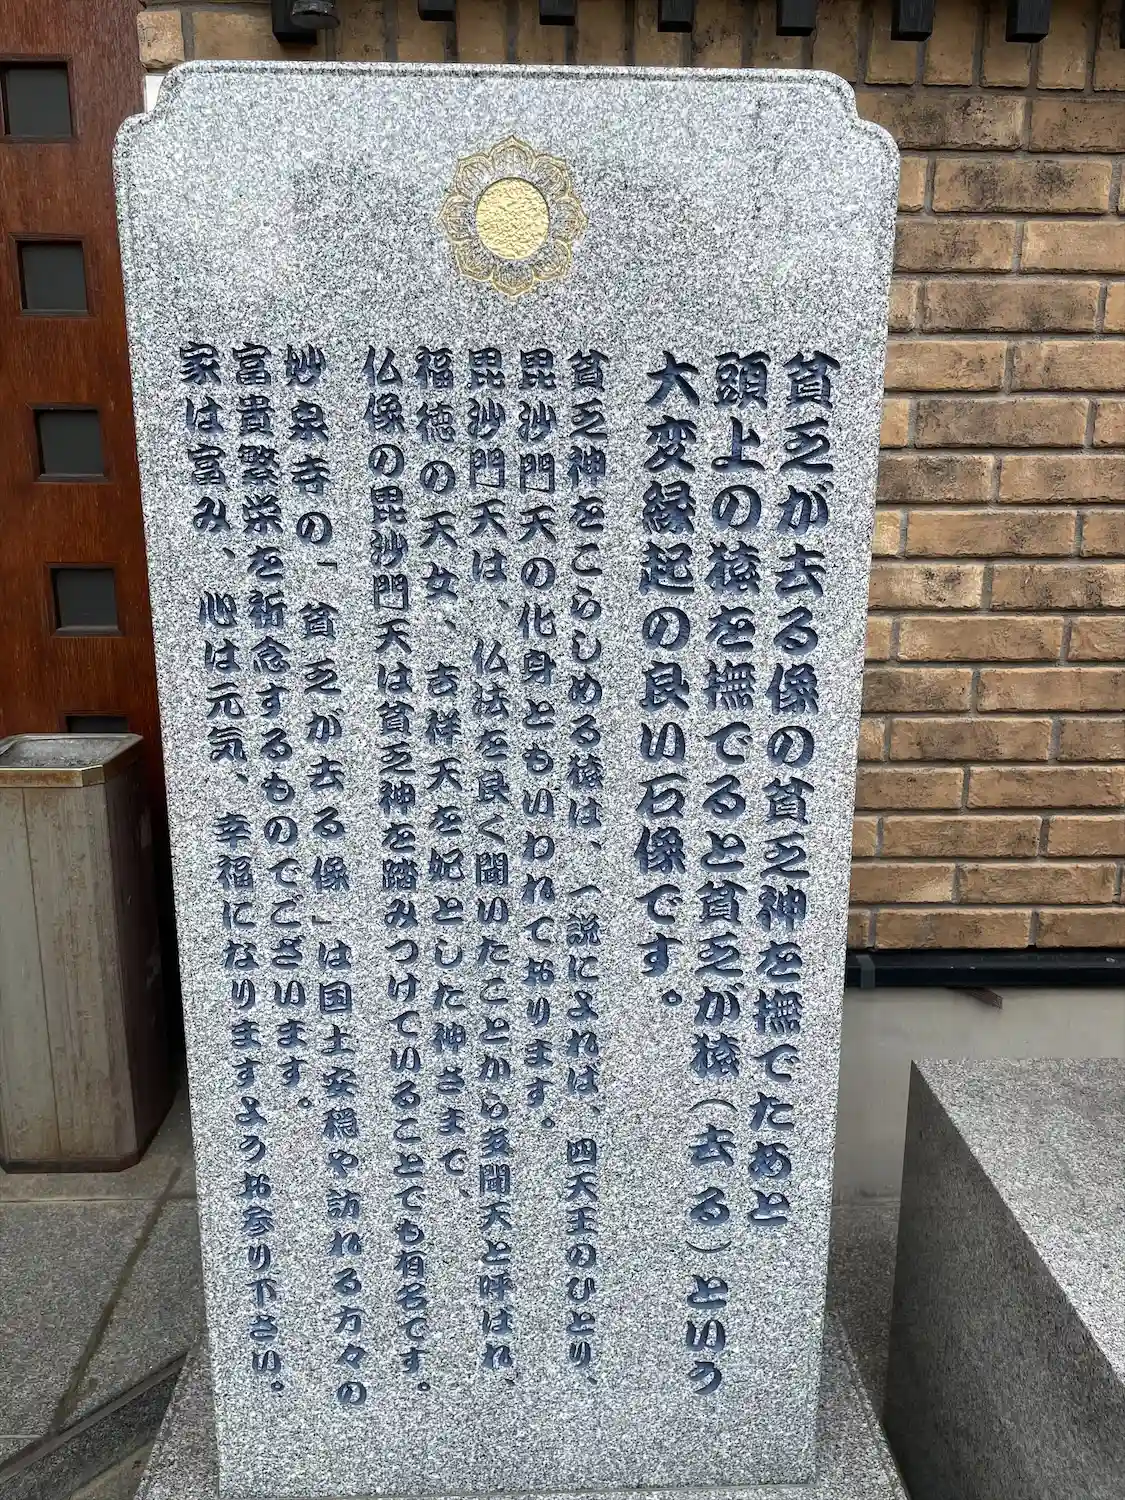 貧乏が去る像の貧乏神を撫でたあと
頭上の猿を撫でると貧乏が猿（去る）という
大変縁起の良い石像です。
貧乏神をこらしめる猿は、一説によれば、四天王のひとり、
毘沙門天の化身ともいわれております。
毘沙門天は、仏法を良く聞いたことから多聞天と呼ばれ、
福徳の天女、吉祥天を妃とした神さまで、
仏像の毘沙門天は貧乏神を踏みつけていることでも有名です。
妙泉寺の「貧乏が去る像」は国土安穏や訪れる方々の
富貴繁栄を祈念するものでございます。
家は富み、心は元気、幸福になりますようお参り下さい。